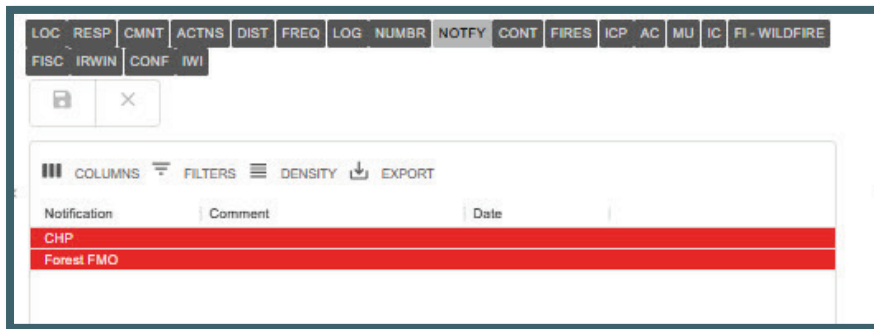 LOC RESP CMNT ACTNS DIST FREQ LOG NUMBR NOTFY CONT FIRES ICP AC MU IC FI - WILDFIRE
FISC IRWIN CONF IWI
COLUMNS FILTERS DENSITY EXPORT
Notification Comment Date
CHP
Forest FMO